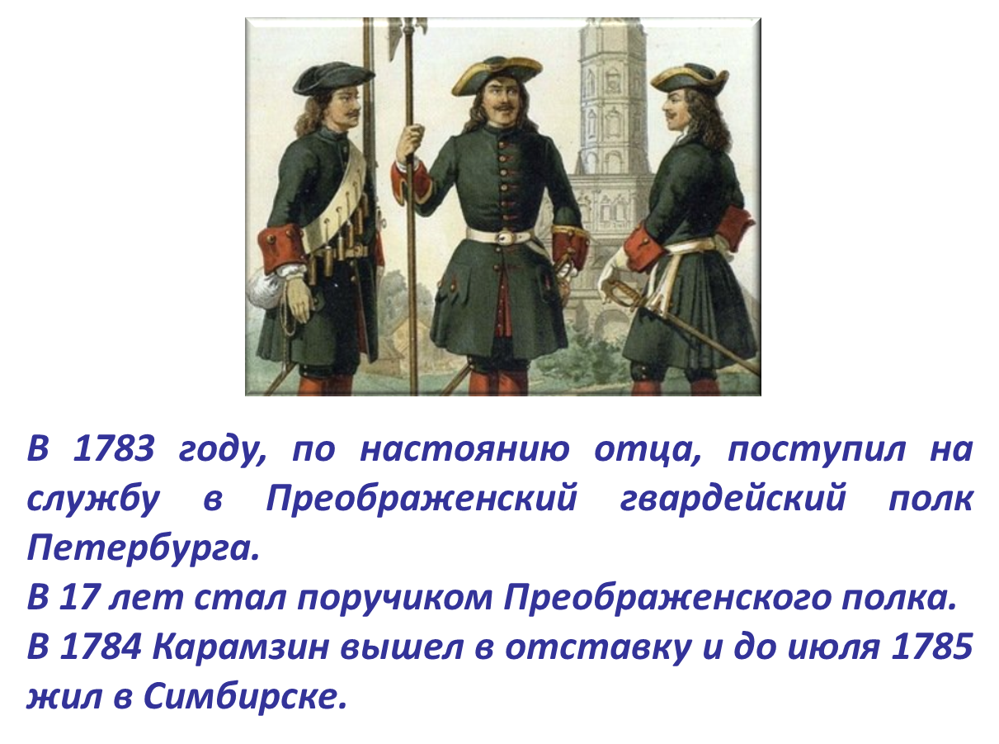 В 1783 году, по настоянию отца, поступил на
службу в Преображенский гвардейский полк
Петербурга.
В 17 лет стал поручиком Преображенского полка.
В 1784 Карамзин вышел в отставку и до июля 1785
жил в Симбирске.